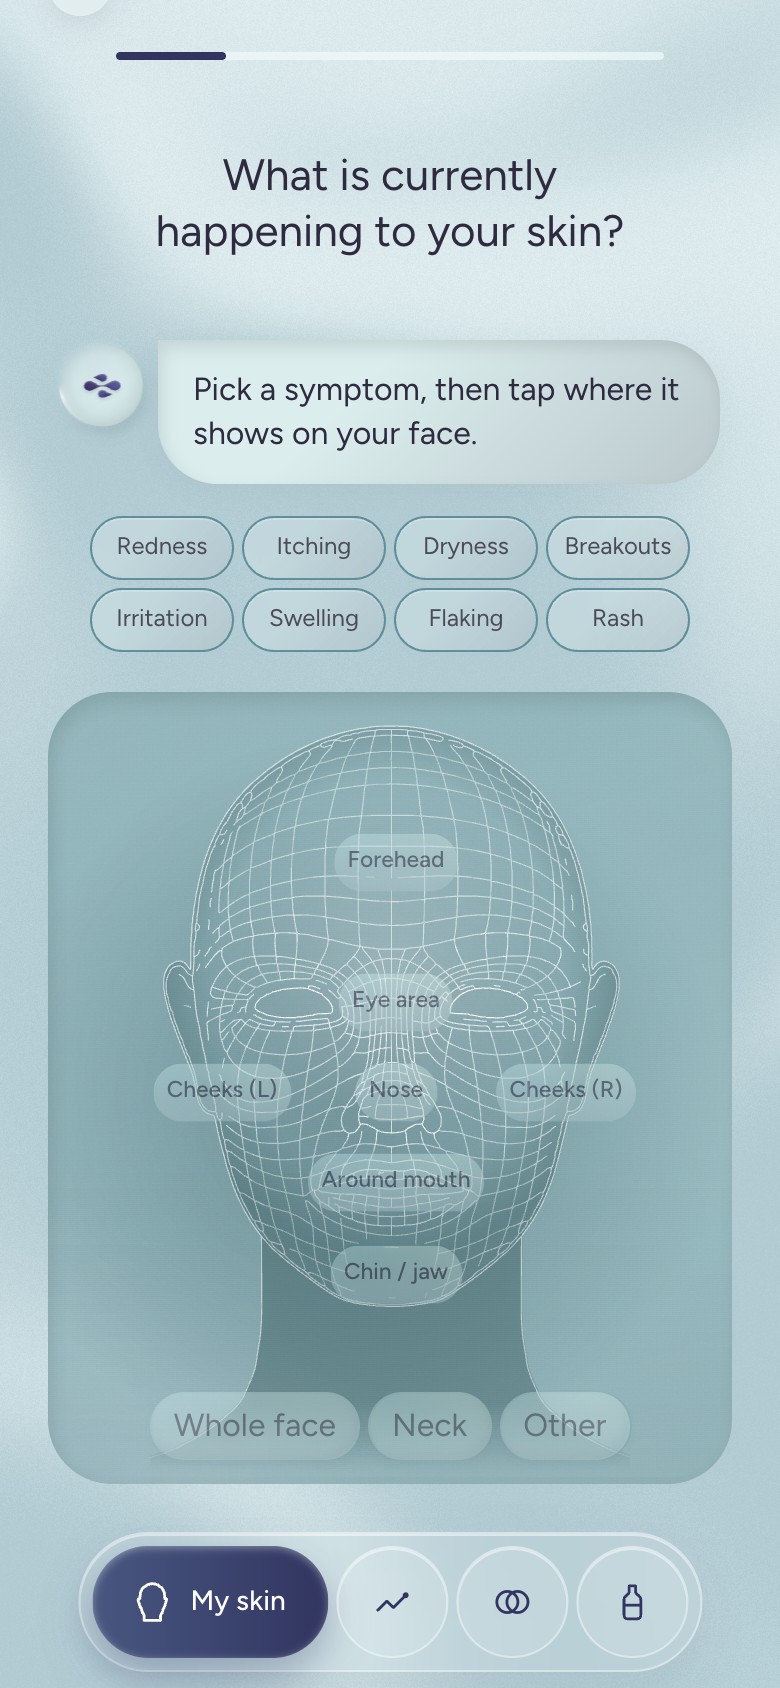 What is currently
happening to your skin?
Pick a symptom, then tap where it
shows on your face.
Redness Itching Dryness Breakouts
Irritation Swelling Flaking Rash
Forehead
Eye area
Cheeks (L) Nose Cheeks (R)
Around mouth
Chin / jaw
Whole face Neck Other
My skin